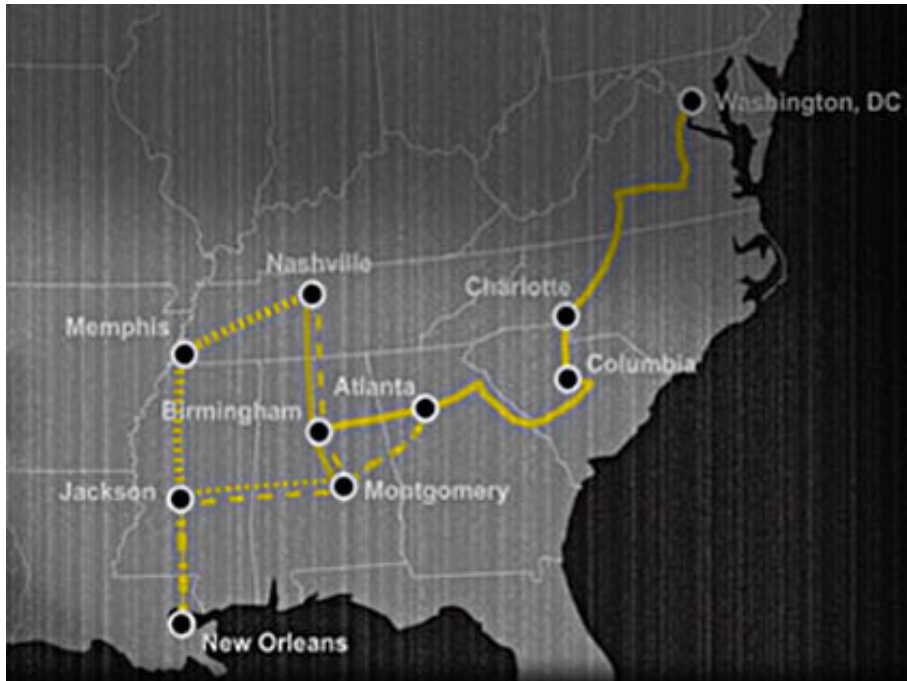 Washington, DC
Nashville
Charlotte
Memphis
Columbia
Atlanta
Birmingham
Jackson
Montgomery
New Orleans